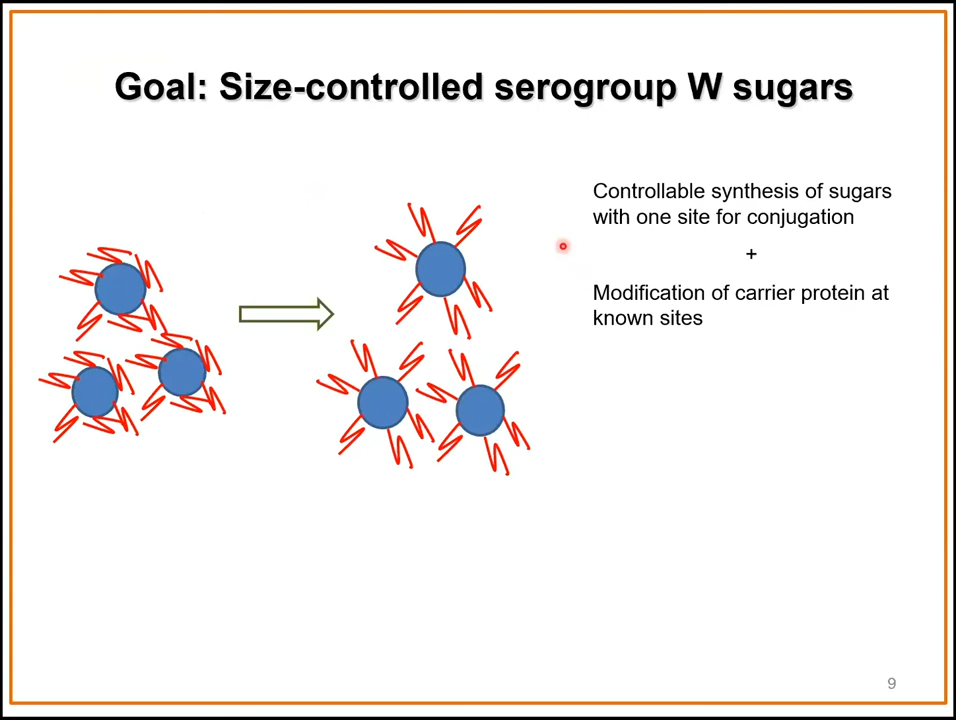 Goal: Size-controlled serogroup W sugars
Controllable synthesis of sugars
with one site for conjugation
+
Modification of carrier protein at
known sites
9